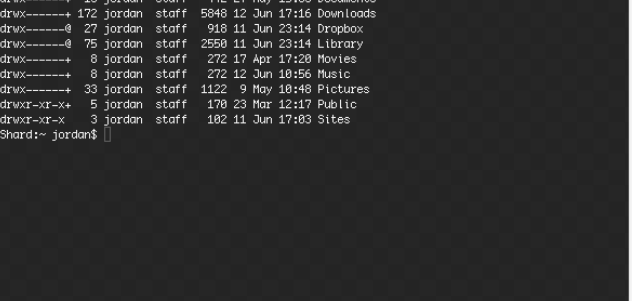 drwx------+ 172 jordan  staff  5848 12 Jun 17:16 Downloads
drwx------@  27 jordan  staff   918 11 Jun 23:14 Dropbox
drwx------@  75 jordan  staff  2550 11 Jun 23:14 Library
drwx------+   8 jordan  staff   272 17 Apr 17:20 Movies
drwx------+   8 jordan  staff   272 12 Jun 10:56 Music
drwx------+  33 jordan  staff  1122  9 May 10:48 Pictures
drwxr-xr-x+   5 jordan  staff   170 23 Mar 12:17 Public
drwxr-xr-x    3 jordan  staff   102 11 Jun 17:03 Sites
Shard:~ jordan$